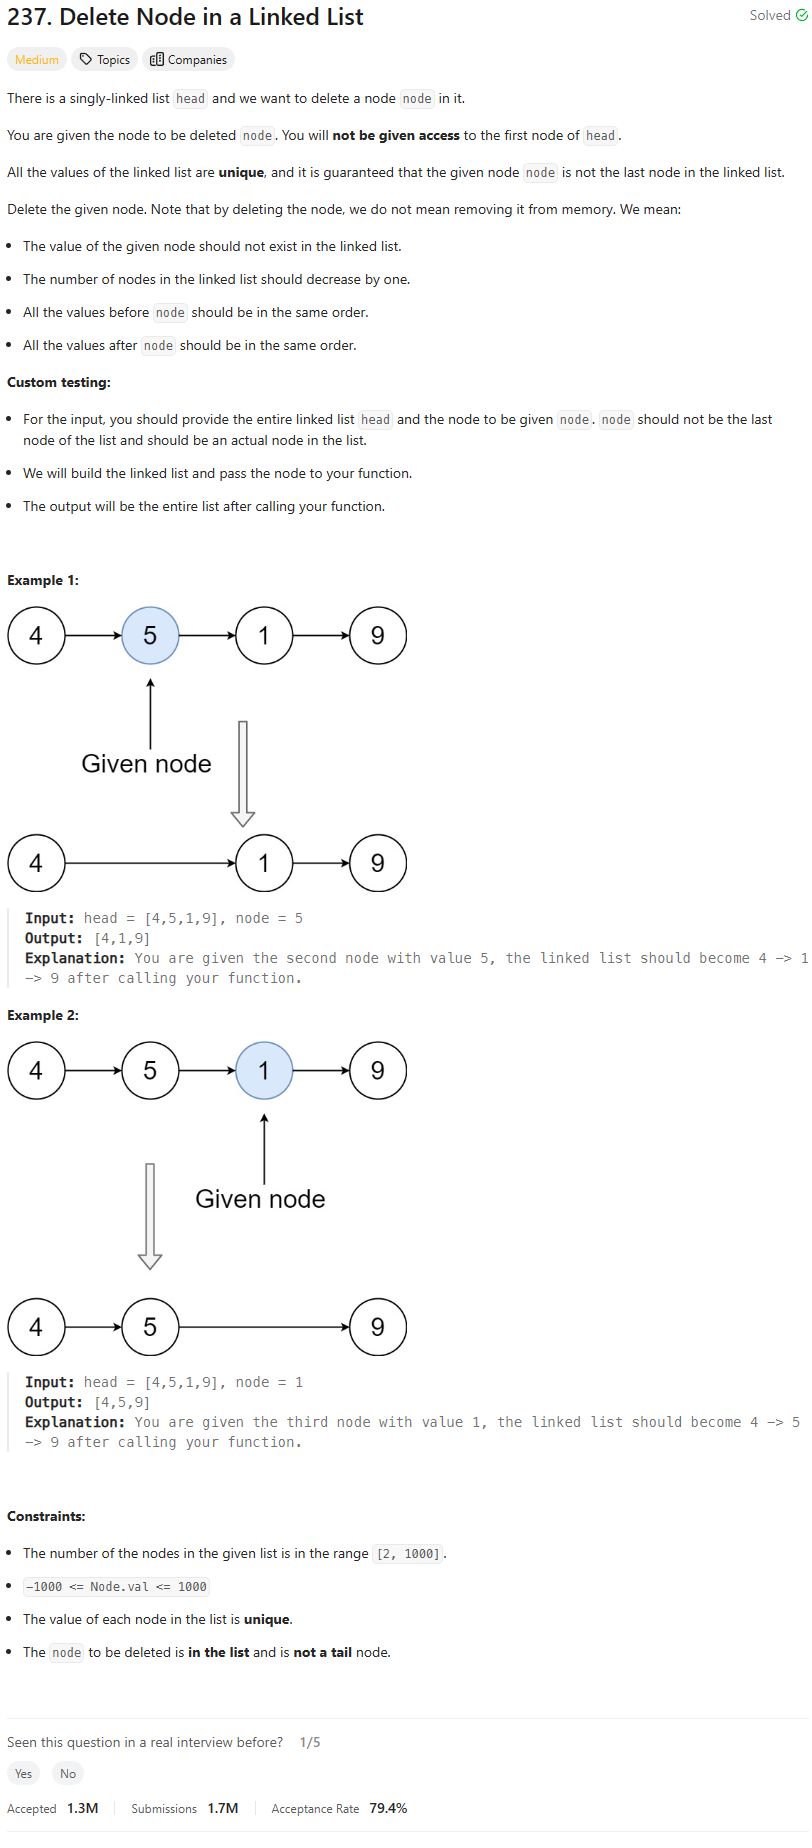 237. Delete Node in a Linked List
Solved
Medium Topics Companies
There is a singly-linked list head and we want to delete a node node in it.
You are given the node to be deleted node. You will not be given access to the first node of head.
All the values of the linked list are unique, and it is guaranteed that the given node node is not the last node in the linked list.
Delete the given node. Note that by deleting the node, we do not mean removing it from memory. We mean:
• The value of the given node should not exist in the linked list.
• The number of nodes in the linked list should decrease by one.
• All the values before node should be in the same order.
• All the values after node should be in the same order.
Custom testing:
• For the input, you should provide the entire linked list head and the node to be given node. node should not be the last
node of the list and should be an actual node in the list.
• We will build the linked list and pass the node to your function.
• The output will be the entire list after calling your function.
Example 1:
4 5 1 9
Given node
4 1 9
Input: head = [4,5,1,9], node = 5
Output: [4,1,9]
Explanation: You are given the second node with value 5, the linked list should become 4 -> 1
-> 9 after calling your function.
Example 2:
4 5 1 9
Given node
4 5 9
Input: head = [4,5,1,9], node = 1
Output: [4,5,9]
Explanation: You are given the third node with value 1, the linked list should become 4 -> 5
-> 9 after calling your function.
Constraints:
• The number of the nodes in the given list is in the range [2, 1000].
• -1000 <= Node.val <= 1000
• The value of each node in the list is unique.
• The node to be deleted is in the list and is not a tail node.
Seen this question in a real interview before? 1/5
Yes No
Accepted 1.3M Submissions 1.7M Acceptance Rate 79.4%